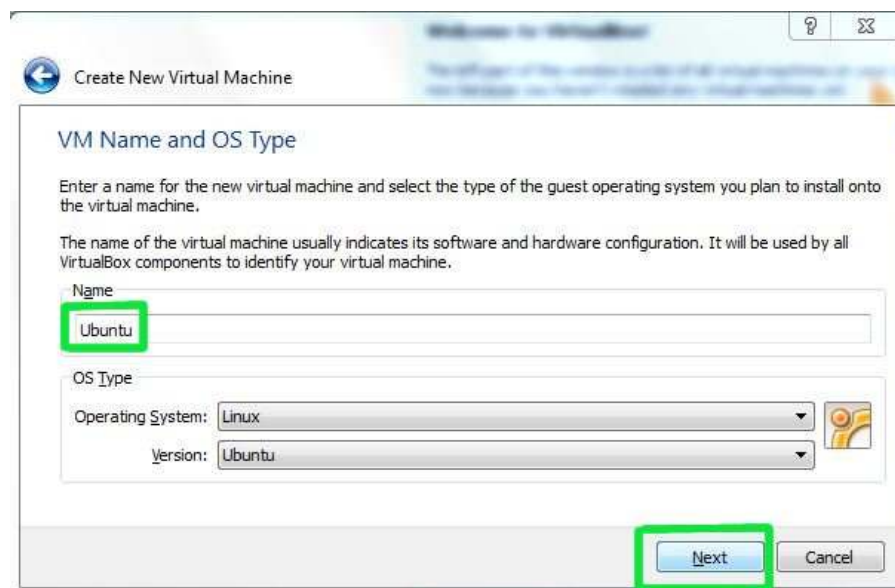 Welcome to VirtualBox!
Create New Virtual Machine
VM Name and OS Type
Enter a name for the new virtual machine and select the type of the guest operating system you plan to install onto
the virtual machine.
The name of the virtual machine usually indicates its software and hardware configuration. It will be used by all
VirtualBox components to identify your virtual machine.
Name
Ubuntu
OS Type
Operating System: Linux
Version: Ubuntu
Next Cancel